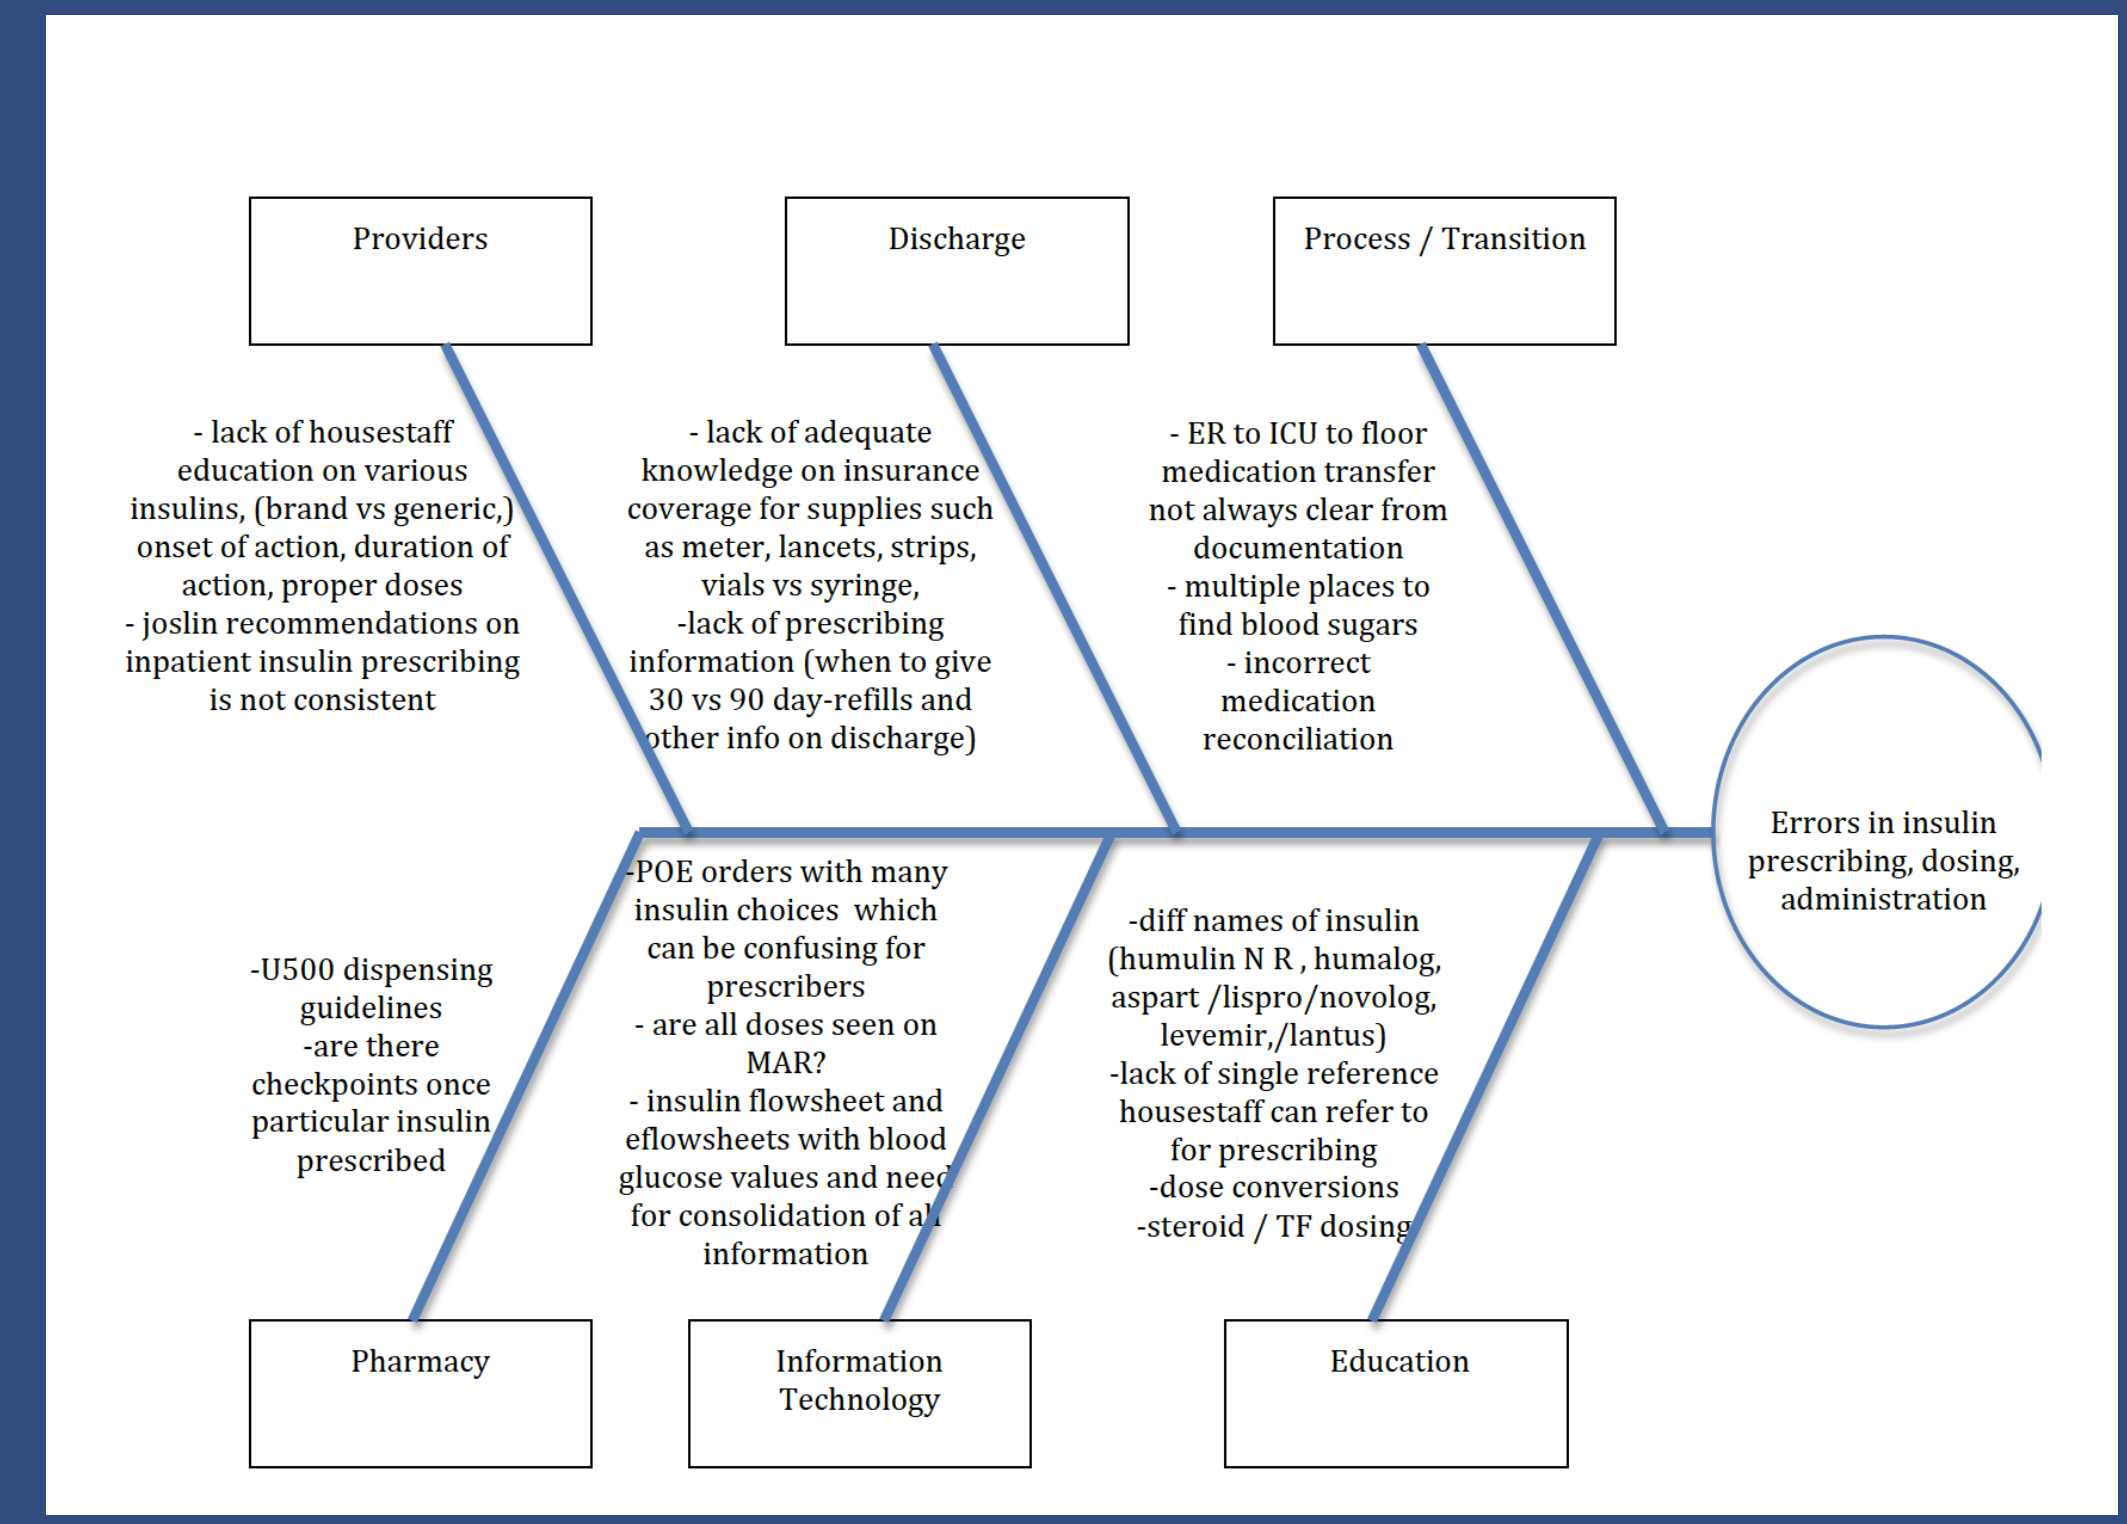 Providers
Discharge
Process / Transition
- lack of housestaff
education on various
insulins, (brand vs generic,)
onset of action, duration of
action, proper doses
- joslin recommendations on
inpatient insulin prescribing
is not consistent
- lack of adequate
knowledge on insurance
coverage for supplies such
as meter, lancets, strips,
vials vs syringe,
-lack of prescribing
information (when to give
30 vs 90 day-refills and
other info on discharge)
- ER to ICU to floor
medication transfer
not always clear from
documentation
- multiple places to
find blood sugars
- incorrect
medication
reconciliation
Errors in insulin
prescribing, dosing,
administration
-U500 dispensing
guidelines
-are there
checkpoints once
particular insulin
prescribed
-POE orders with many
insulin choices  which
can be confusing for
prescribers
- are all doses seen on
MAR?
- insulin flowsheet and
eflowsheets with blood
glucose values and need
for consolidation of all
information
-diff names of insulin
(humulin N R , humalog,
aspart /lispro/novolog,
levemir,/lantus)
-lack of single reference
housestaff can refer to
for prescribing
-dose conversions
-steroid / TF dosing
Pharmacy
Information
Technology
Education